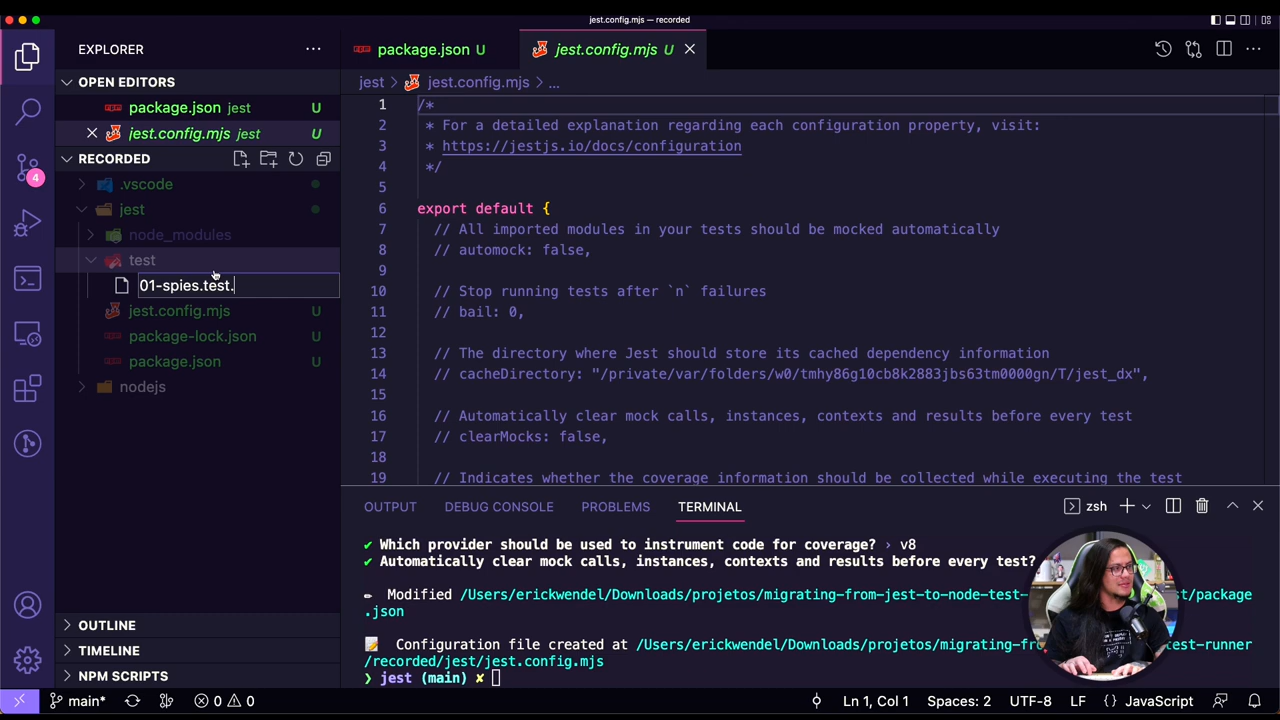 jest.config.mjs — recorded
EXPLORER
OPEN EDITORS
package.json jest U
jest.config.mjs jest U
RECORDED
.vscode
jest
node_modules
test
01-spies.test.
jest.config.mjs U
package-lock.json U
package.json U
nodejs
OUTLINE
TIMELINE
NPM SCRIPTS
4
package.json U
jest.config.mjs U
jest > jest.config.mjs > ...
1 /*
2 * For a detailed explanation regarding each configuration property, visit:
3 * https://jestjs.io/docs/configuration
4 */
5
6 export default {
7 // All imported modules in your tests should be mocked automatically
8 // automock: false,
9
10 // Stop running tests after `n` failures
11 // bail: 0,
12
13 // The directory where Jest should store its cached dependency information
14 // cacheDirectory: "/private/var/folders/w0/tmhy86g10cb8k2883jbs63tm0000gn/T/jest_dx",
15
16 // Automatically clear mock calls, instances, contexts and results before every test
17 // clearMocks: false,
18
19 // Indicates whether the coverage information should be collected while executing the test
OUTPUT DEBUG CONSOLE PROBLEMS TERMINAL zsh
✔ Which provider should be used to instrument code for coverage? › v8
✔ Automatically clear mock calls, instances, contexts and results before every test?
✏ Modified /Users/erickwendel/Downloads/projetos/migrating-from-jest-to-node-test- t/package
.json
📝 Configuration file created at /Users/erickwendel/Downloads/projetos/migrating-fro test-runner
/recorded/jest/jest.config.mjs
❯ jest (main) ✘
main* 0 0 Ln 1, Col 1 Spaces: 2 UTF-8 LF {} JavaScript